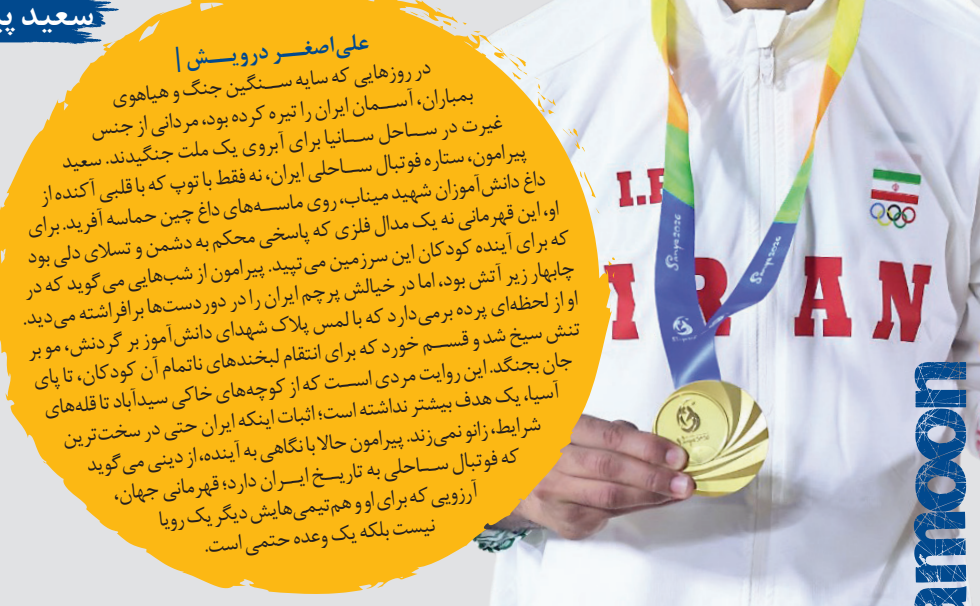 سعید پی
علی‌اصغر درویش |
در روزهایی که سایه سنگین جنگ و هیاهوی
بمباران، آسمان ایران را تیره کرده بود، مردانی از جنس
غیرت در ساحل سانیا برای آبروی یک ملت جنگیدند. سعید
پیرامون، ستاره فوتبال ساحلی ایران، نه فقط با توپ که با قلبی آکنده از
داغ دانش‌آموزان شهید میناب، روی ماسه‌های داغ چین حماسه آفرید. برای
او، این قهرمانی نه یک مدال فلزی که پاسخی محکم به دشمن و تسلای دلی بود
که برای آینده کودکان این سرزمین می‌تپید. پیرامون از شب‌هایی می‌گوید که در
چابهار زیر آتش بود، اما در خیالش پرچم ایران را در دوردست‌ها برافراشته می‌دید.
او از لحظه‌ای پرده برمی‌دارد که با لمس پلاک شهدای دانش‌آموز بر گردنش، مو بر
تنش سیخ شد و قسم خورد که برای انتقام لبخندهای ناتمام آن کودکان، تا پای
جان بجنگد. این روایت مردی است که از کوچه‌های خاکی سیدآباد تا قله‌های
آسیا، یک هدف بیشتر نداشته است؛ اثبات اینکه ایران حتی در سخت‌ترین
شرایط، زانو نمی‌زند. پیرامون حالا با نگاهی به آینده، از دینی می‌گوید
که فوتبال ساحلی به تاریخ ایران دارد؛ قهرمانی جهان،
آرزویی که برای او و هم‌تیمی‌هایش دیگر یک رویا
نیست بلکه یک وعده حتمی است.
I.R
IRAN
Sanya 2026
Sanya 2026
amoon